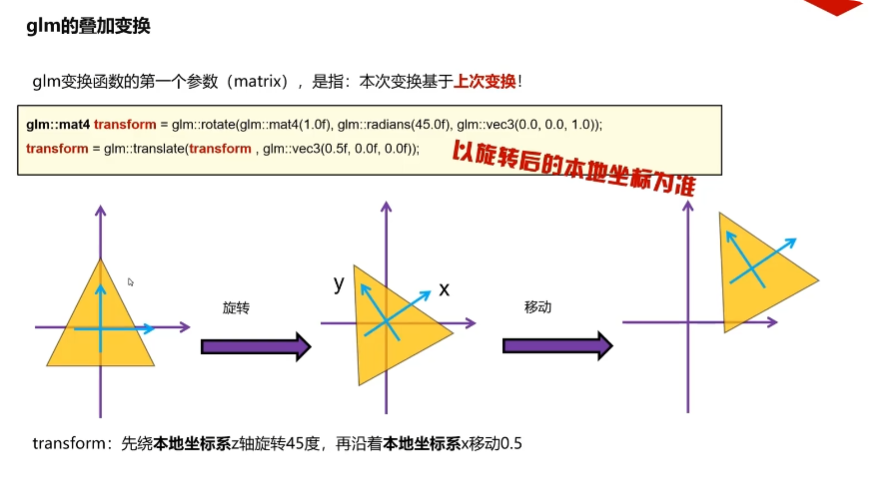 glm的叠加变换
glm变换函数的第一个参数（matrix），是指：本次变换基于上次变换！
glm::mat4 transform = glm::rotate(glm::mat4(1.0f), glm::radians(45.0f), glm::vec3(0.0, 0.0, 1.0));
transform = glm::translate(transform , glm::vec3(0.5f, 0.0f, 0.0f));
以旋转后的本地坐标为准
y
x
旋转
移动
transform：先绕本地坐标系z轴旋转45度，再沿着本地坐标系x移动0.5